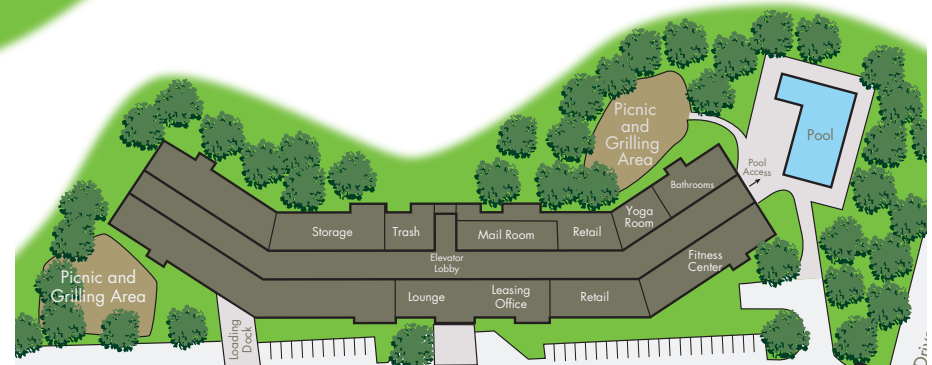 Picnic
and
Grilling
Area
Pool
Pool
Access
Bathrooms
Yoga
Room
Storage
Trash
Mail Room
Retail
Elevator
Lobby
Fitness
Center
Picnic and
Grilling Area
Lounge
Leasing
Office
Retail
Loading
Dock